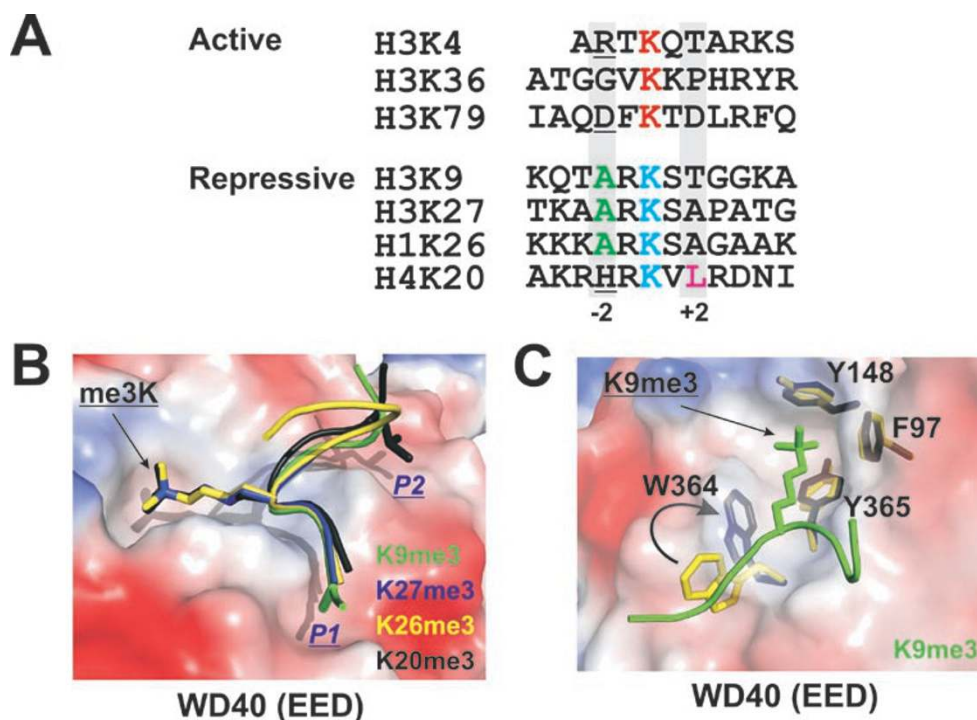 A
Active H3K4 ARTKQTARKS
H3K36 ATGGVKKPHRYR
H3K79 IAQDFKTDLRFQ
Repressive H3K9 KQTARKSTGGKA
H3K27 TKAARKSAPATG
H1K26 KKKARKSAGAAK
H4K20 AKRHRKVLRDNI
-2 +2
B
me3K
P2
P1
K9me3
K27me3
K26me3
K20me3
WD40 (EED)
C
K9me3
Y148
F97
W364
Y365
K9me3
WD40 (EED)